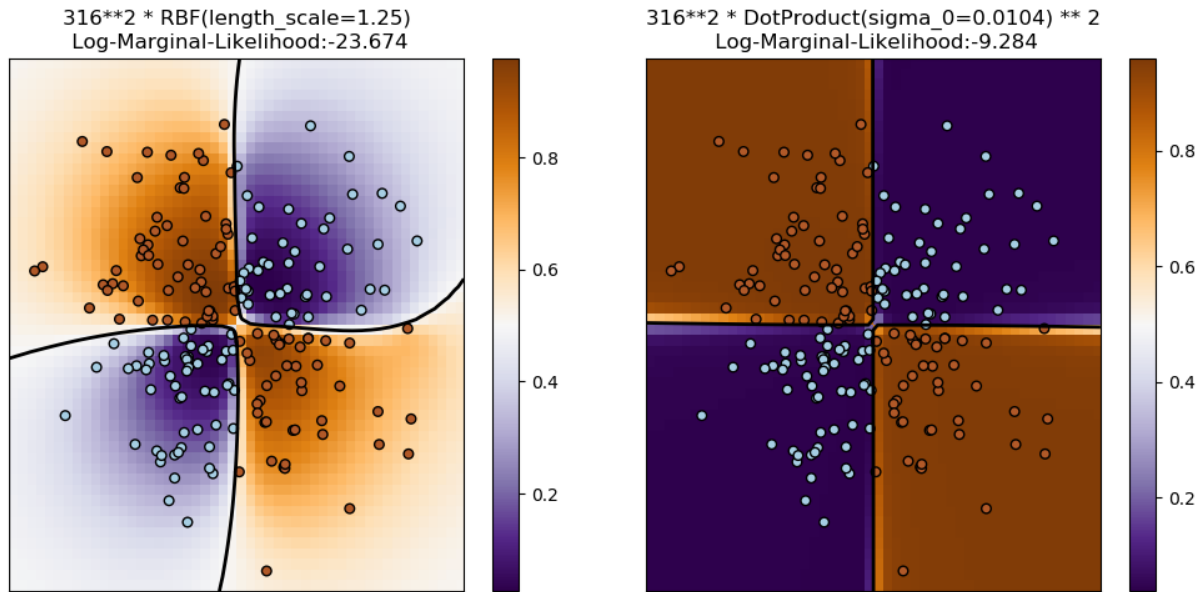 316**2 * RBF(length_scale=1.25)
Log-Marginal-Likelihood:-23.674
0.8
0.6
0.4
0.2
316**2 * DotProduct(sigma_0=0.0104) ** 2
Log-Marginal-Likelihood:-9.284
0.8
0.6
0.4
0.2